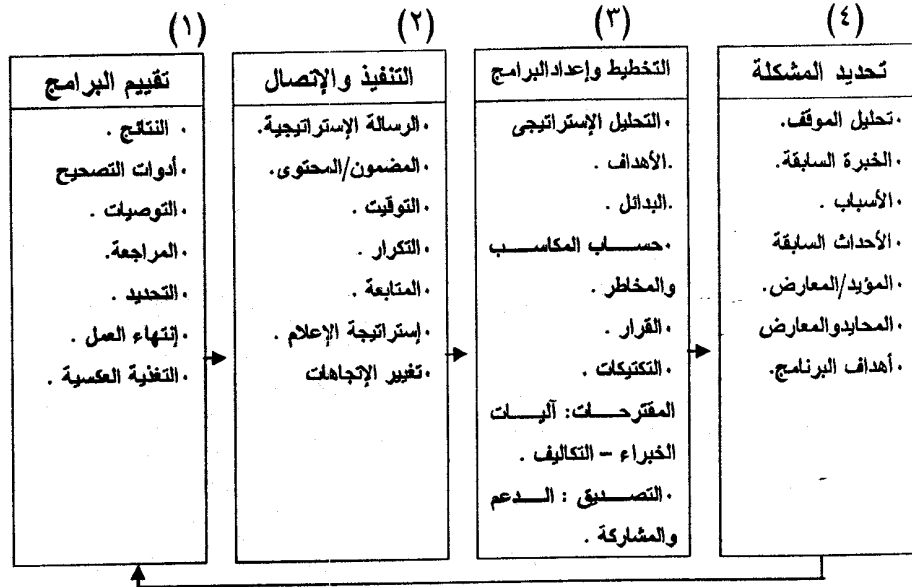 (٤)
تحديد المشكلة
•تحليل الموقف.
•الخبرة السابقة.
•الأسباب .
•الأحداث السابقة
•المؤيد/المعارض.
•المحايدوالمعارض
•أهداف البرنامج.
(٣)
التخطيط وإعدادالبرامج
•التحليل الإستراتيجى
.الأهداف .
.البدائل .
•حساب المكاسب
والمخاطر .
•القرار .
•التكتيكات .
المقترحات: آليات
الخبراء – التكاليف .
•التصديق : الدعم
والمشاركة .
(٢)
التنفيذ والإتصال
•الرسالة الإستراتيجية.
•المضمون/المحتوى.
•التوقيت .
•التكرار .
•المتابعة .
•إستراتيجة الإعلام .
•تغيير الإتجاهات
(١)
تقييم البرامج
• النتائج .
•أدوات التصحيح
•التوصيات .
•المراجعة.
•التحديد .
•إنتهاء العمل .
•التغذية العكسية .